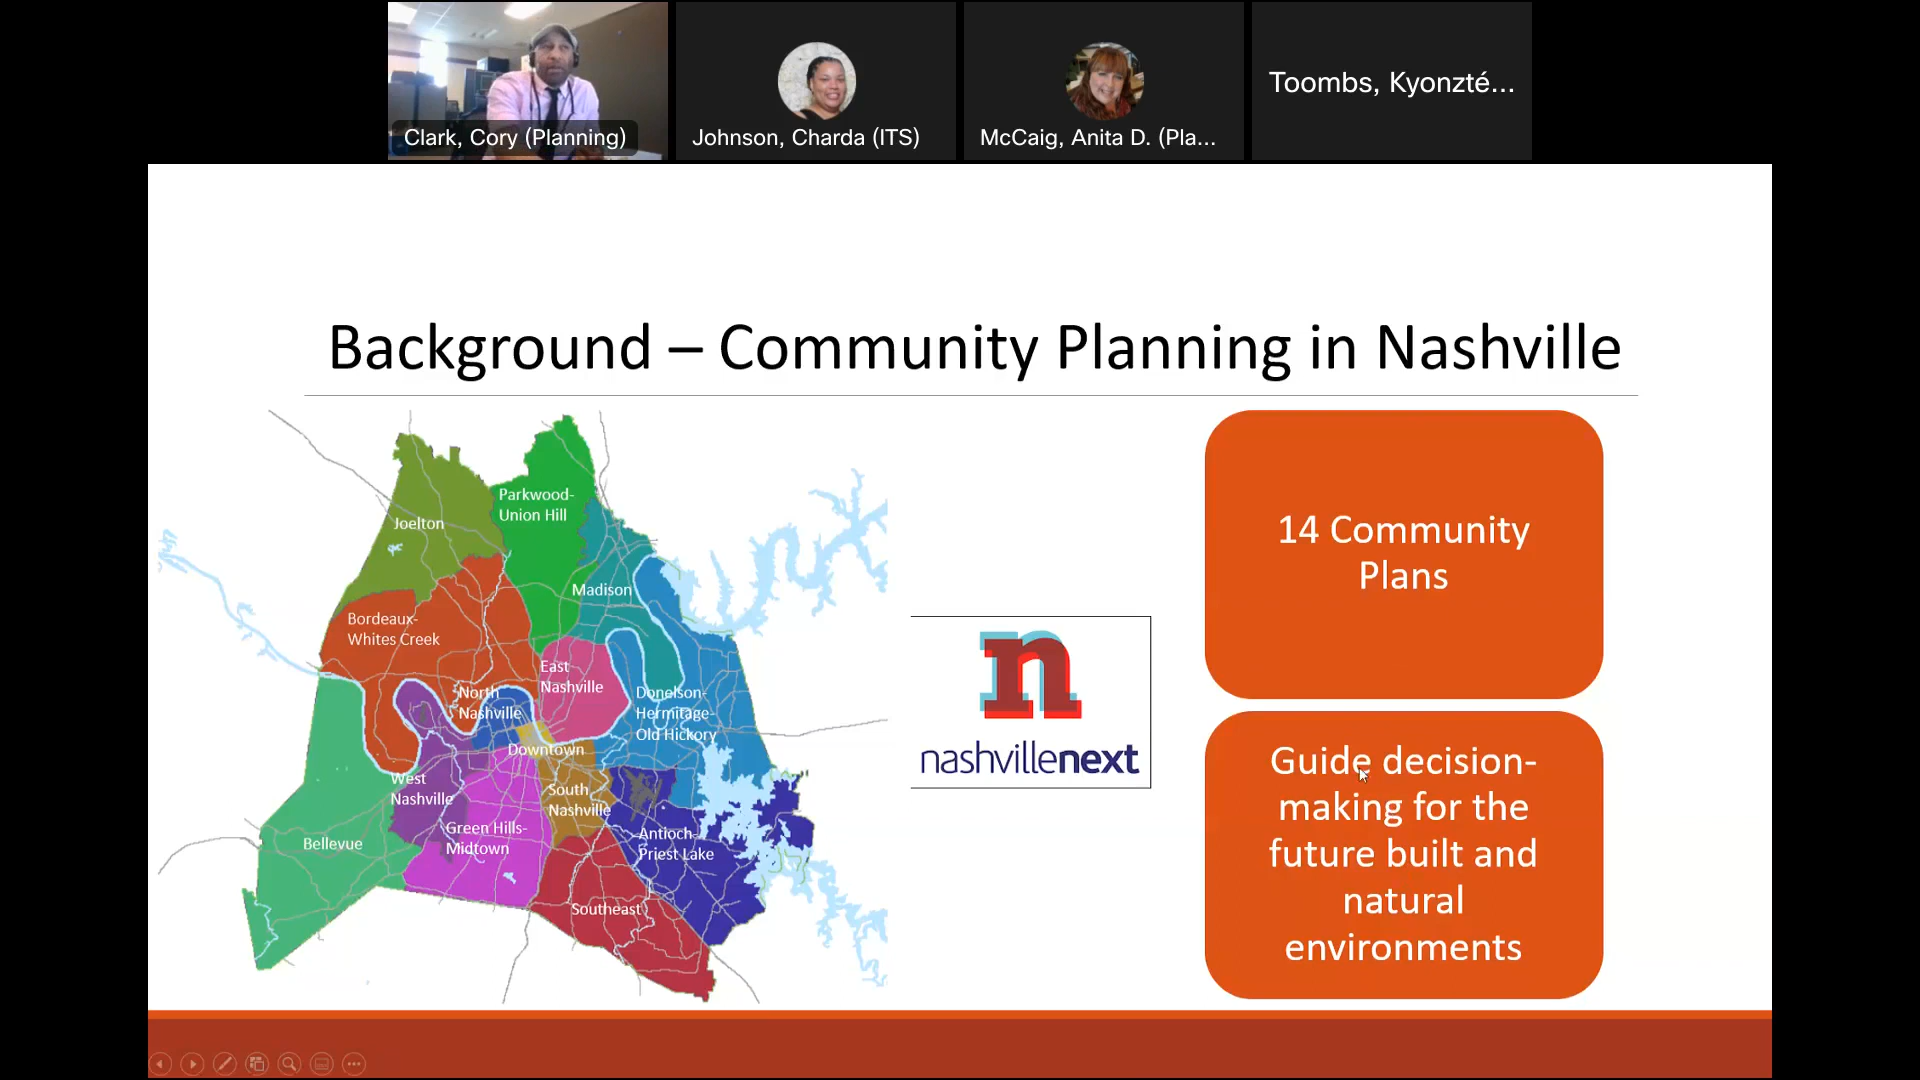 Clark, Cory (Planning)
Johnson, Charda (ITS)
McCaig, Anita D. (Pla...
Toombs, Kyonzté...
Background – Community Planning in Nashville
Joelton
Parkwood-
Union Hill
Madison
Bordeaux-
Whites Creek
East
Nashville
North
Nashville
Donelson-
Hermitage-
Old Hickory
Downtown
West
Nashville
South
Nashville
Green Hills-
Midtown
Antioch-
Priest Lake
Bellevue
Southeast
n
nashvillenext
14 Community
Plans
Guide decision-
making for the
future built and
natural
environments